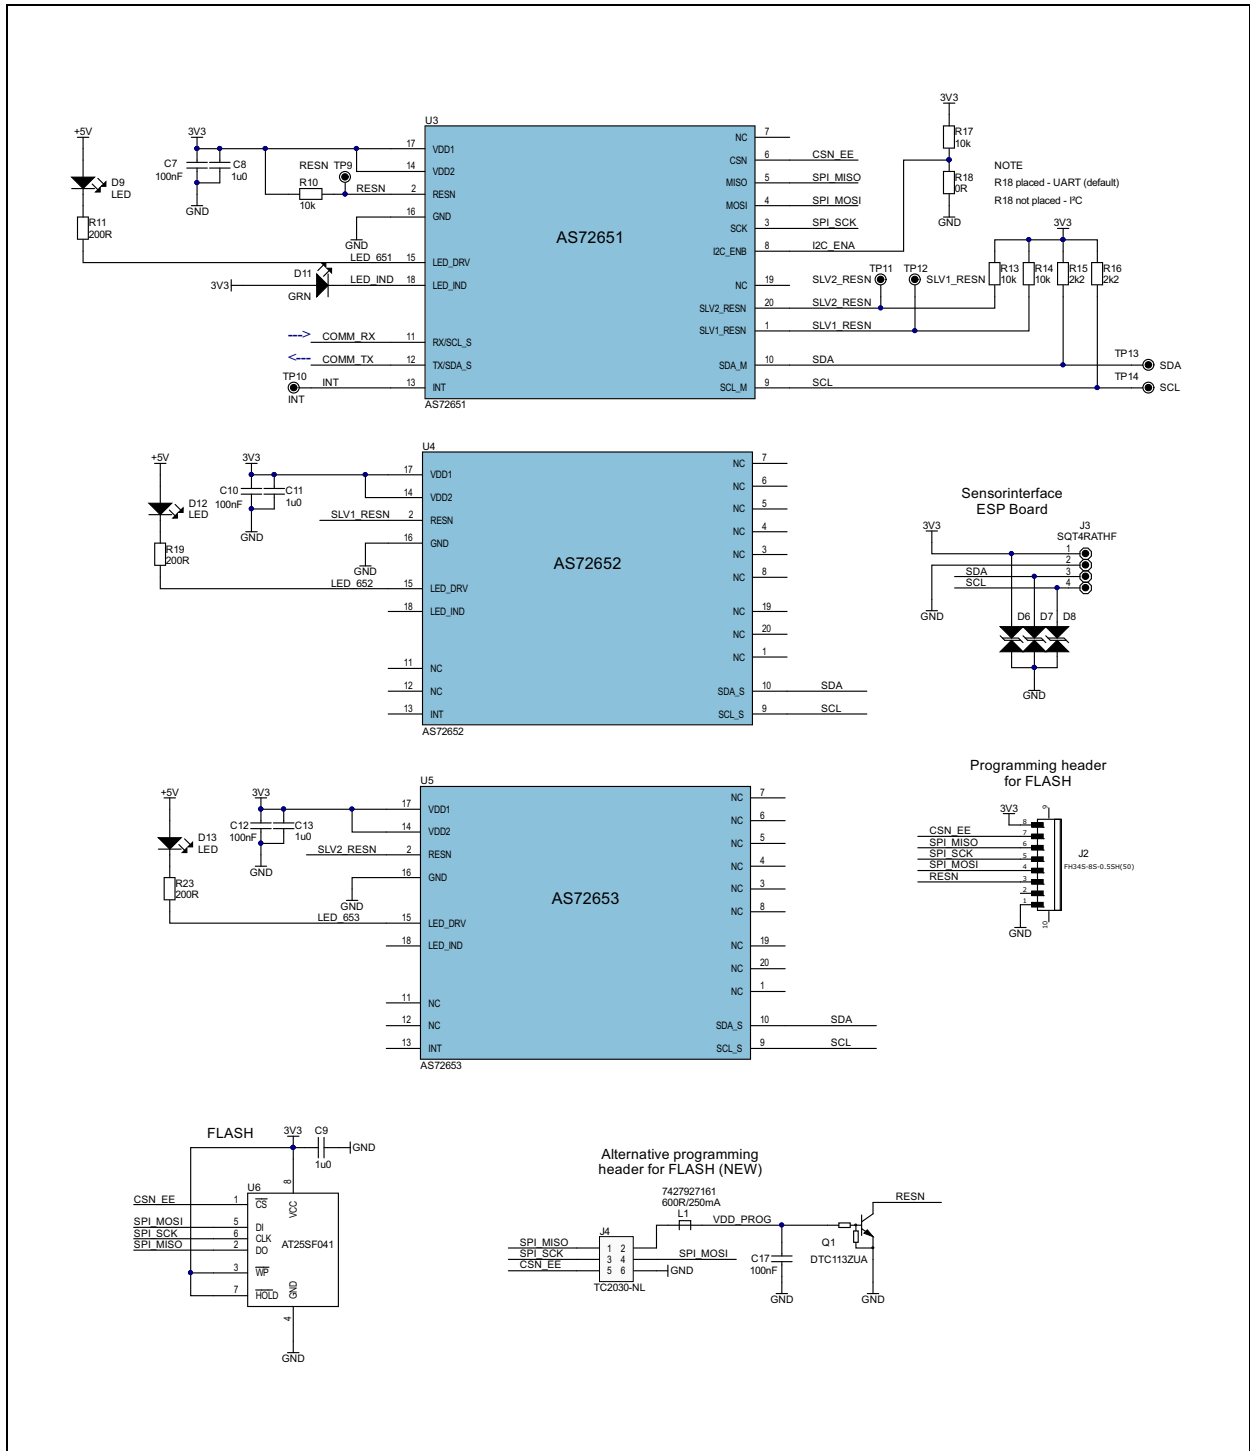 U3
AS72651
AS72651
+5V
D9
LED
R11
200R
3V3
C7
100nF
C8
1u0
GND
RESN TP9
R10
10k
RESN
GND
LED_651
3V3
D11
GRN
LED_IND
---> COMM_RX
<--- COMM_TX
TP10
INT
INT
17 VDD1
14 VDD2
2 RESN
16 GND
15 LED_DRV
18 LED_IND
11 RX/SCL_S
12 TX/SDA_S
13 INT
NC 7
CSN 6 CSN_EE
MISO 5 SPI_MISO
MOSI 4 SPI_MOSI
SCK 3 SPI_SCK
I2C_ENB 8 I2C_ENA
NC 19
SLV2_RESN 20 SLV2_RESN
SLV1_RESN 1 SLV1_RESN
SDA_M 10 SDA
SCL_M 9 SCL
3V3
R17
10k
R18
0R
GND
NOTE
R18 placed - UART (default)
R18 not placed - I²C
3V3
TP11 TP12
SLV2_RESN SLV1_RESN
R13
10k
R14
10k
R15
2k2
R16
2k2
TP13 SDA
TP14 SCL
U4
AS72652
AS72652
+5V
D12
LED
R19
200R
3V3
C10
100nF
C11
1u0
GND
SLV1_RESN
GND
LED_652
17 VDD1
14 VDD2
2 RESN
16 GND
15 LED_DRV
18 LED_IND
11 NC
12 NC
13 INT
NC 7
NC 6
NC 5
NC 4
NC 3
NC 8
NC 19
NC 20
NC 1
SDA_S 10 SDA
SCL_S 9 SCL
Sensorinterface
ESP Board
J3
SQT4RATHF
3V3
1
2
SDA 3
SCL 4
GND
D6 D7 D8
GND
U5
AS72653
AS72653
+5V
D13
LED
R23
200R
3V3
C12
100nF
C13
1u0
GND
SLV2_RESN
GND
LED_653
17 VDD1
14 VDD2
2 RESN
16 GND
15 LED_DRV
18 LED_IND
11 NC
12 NC
13 INT
NC 7
NC 6
NC 5
NC 4
NC 3
NC 8
NC 19
NC 20
NC 1
SDA_S 10 SDA
SCL_S 9 SCL
Programming header
for FLASH
3V3
9
8
CSN_EE 7
SPI_MISO 6
SPI_SCK 5
SPI_MOSI 4
RESN 3
2
1
10
GND
J2
FH34S-8S-0.5SH(50)
FLASH
3V3
C9
1u0
GND
U6
AT25SF041
CSN_EE 1 CS
SPI_MOSI 5 DI
SPI_SCK 6 CLK
SPI_MISO 2 DO
3 WP
7 HOLD
8 VCC
4 GND
GND
Alternative programming
header for FLASH (NEW)
7427927161
600R/250mA
L1
VDD_PROG
J4
SPI_MISO 1 2
SPI_SCK 3 4 SPI_MOSI
CSN_EE 5 6 GND
TC2030-NL
C17
100nF
GND
Q1
DTC113ZUA
RESN
GND